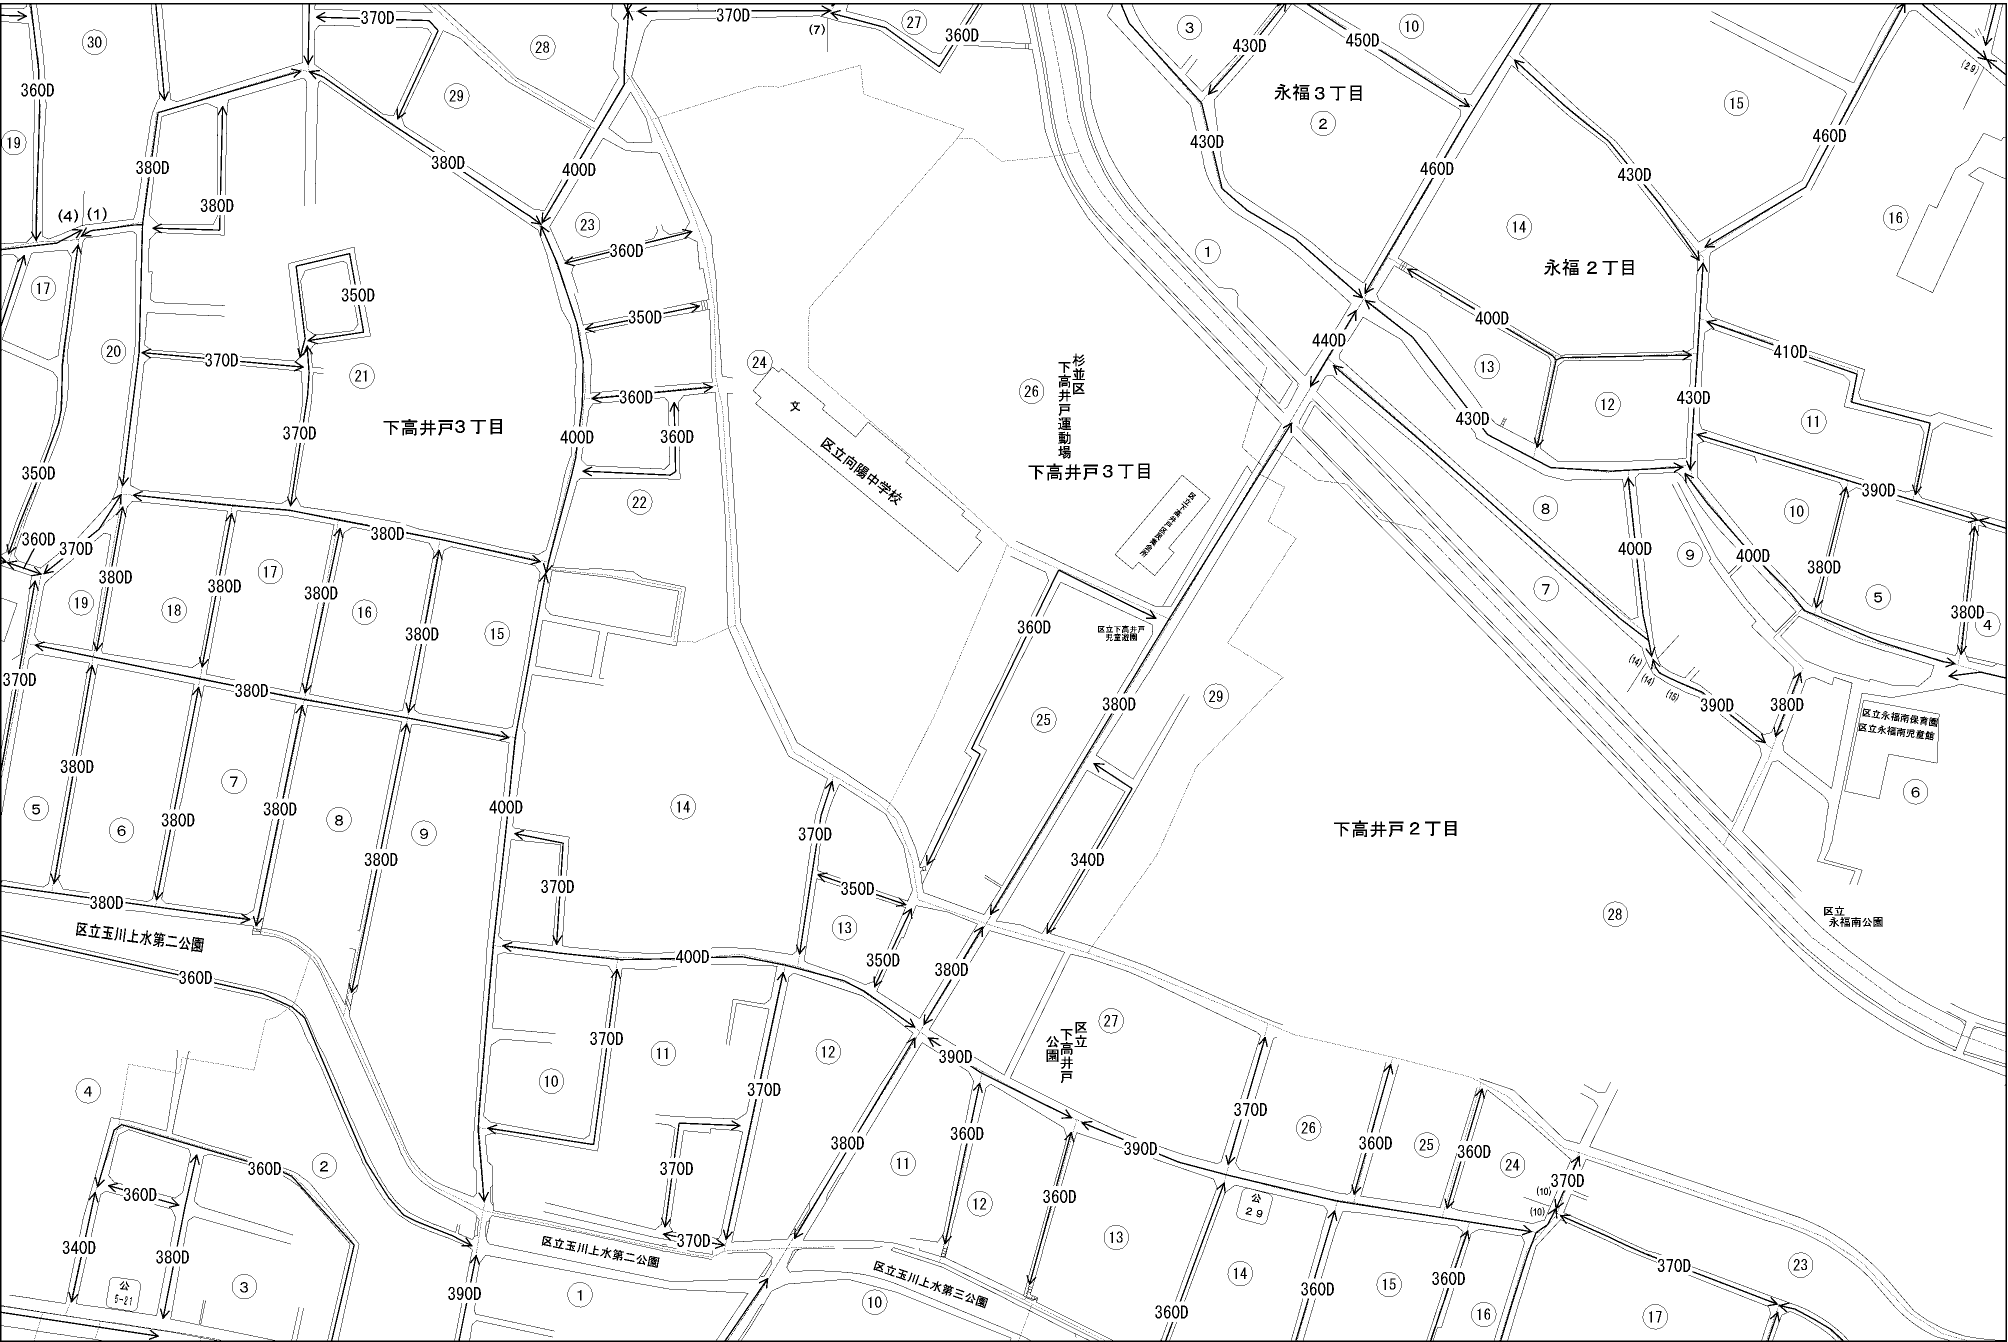 370D
370D
27
360D
(7)
3
430D
450D
10
30
28
360D
29
19
380D
380D
400D
380D
(4) (1)
23
360D
永福3丁目
2
430D
460D
15
460D
(29)
430D
14
16
1
永福2丁目
17
350D
350D
400D
410D
440D
20
370D
21
24
360D
文
杉並区
下高井戸運動場
26
13
12
430D
11
370D
下高井戸3丁目
400D
360D
区立向陽中学校
下高井戸3丁目
430D
350D
22
390D
10
8
360D
370D
380D
400D
9
400D
380D
380D
17
380D
380D
19
18
16
380D
15
360D
区立下高井戸
児童遊園
7
5
380D
4
370D
380D
(14)
(14)
(15)
390D
380D
380D
29
25
区立永福南保育園
区立永福南児童館
380D
7
5
6
380D
380D
8
9
400D
14
370D
6
380D
340D
下高井戸2丁目
370D
350D
380D
13
28
区立
永福南公園
区立玉川上水第二公園
360D
400D
350D
380D
370D
11
12
390D
区立
下高井戸
公園
27
10
370D
4
370D
26
25
360D
360D
380D
360D
390D
24
360D
2
370D
11
12
360D
370D
(10)
(10)
360D
公
29
340D
380D
370D
区立玉川上水第二公園
13
14
360D
15
360D
370D
23
公
5-21
3
390D
1
区立玉川上水第三公園
10
360D
16
17